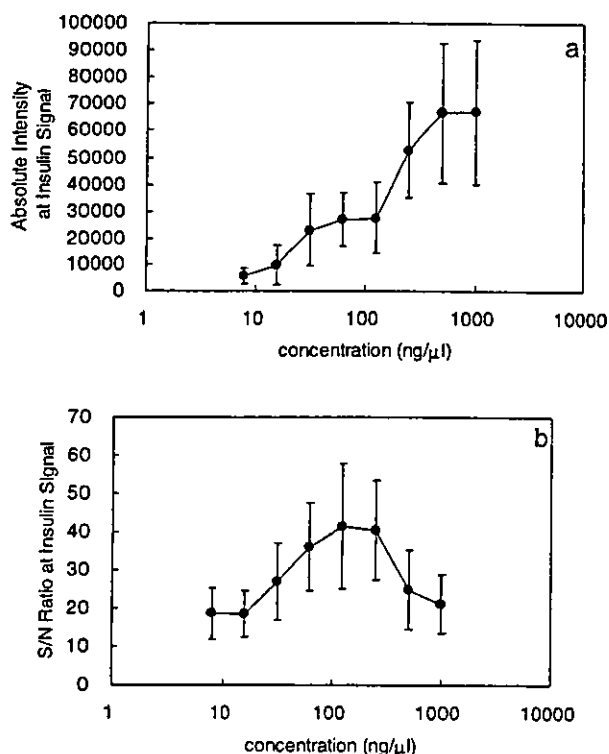 a
Absolute Intensity
at Insulin Signal
100000
90000
80000
70000
60000
50000
40000
30000
20000
10000
0
1 10 100 1000 10000
concentration (ng/µl)
b
S/N Ratio at Insulin Signal
70
60
50
40
30
20
10
0
1 10 100 1000 10000
concentration (ng/µl)